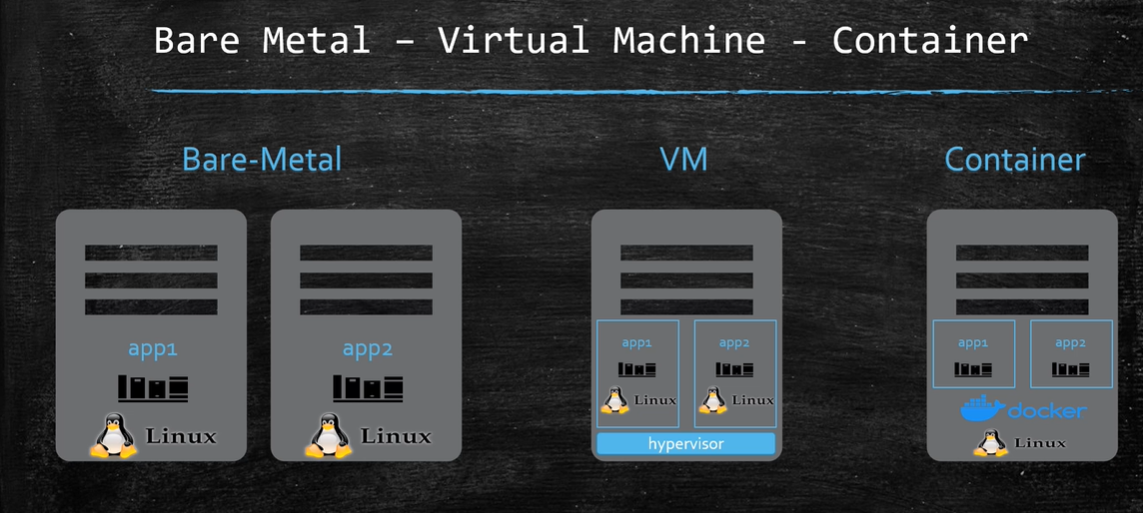 Bare Metal – Virtual Machine - Container
Bare-Metal
VM
Container
app1
Linux
app2
Linux
app1
Linux
app2
Linux
hypervisor
app1
app2
docker
Linux